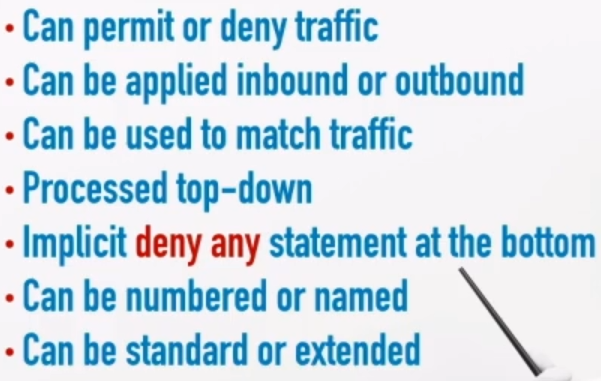 • Can permit or deny traffic
• Can be applied inbound or outbound
• Can be used to match traffic
• Processed top-down
• Implicit deny any statement at the bottom
• Can be numbered or named
• Can be standard or extended